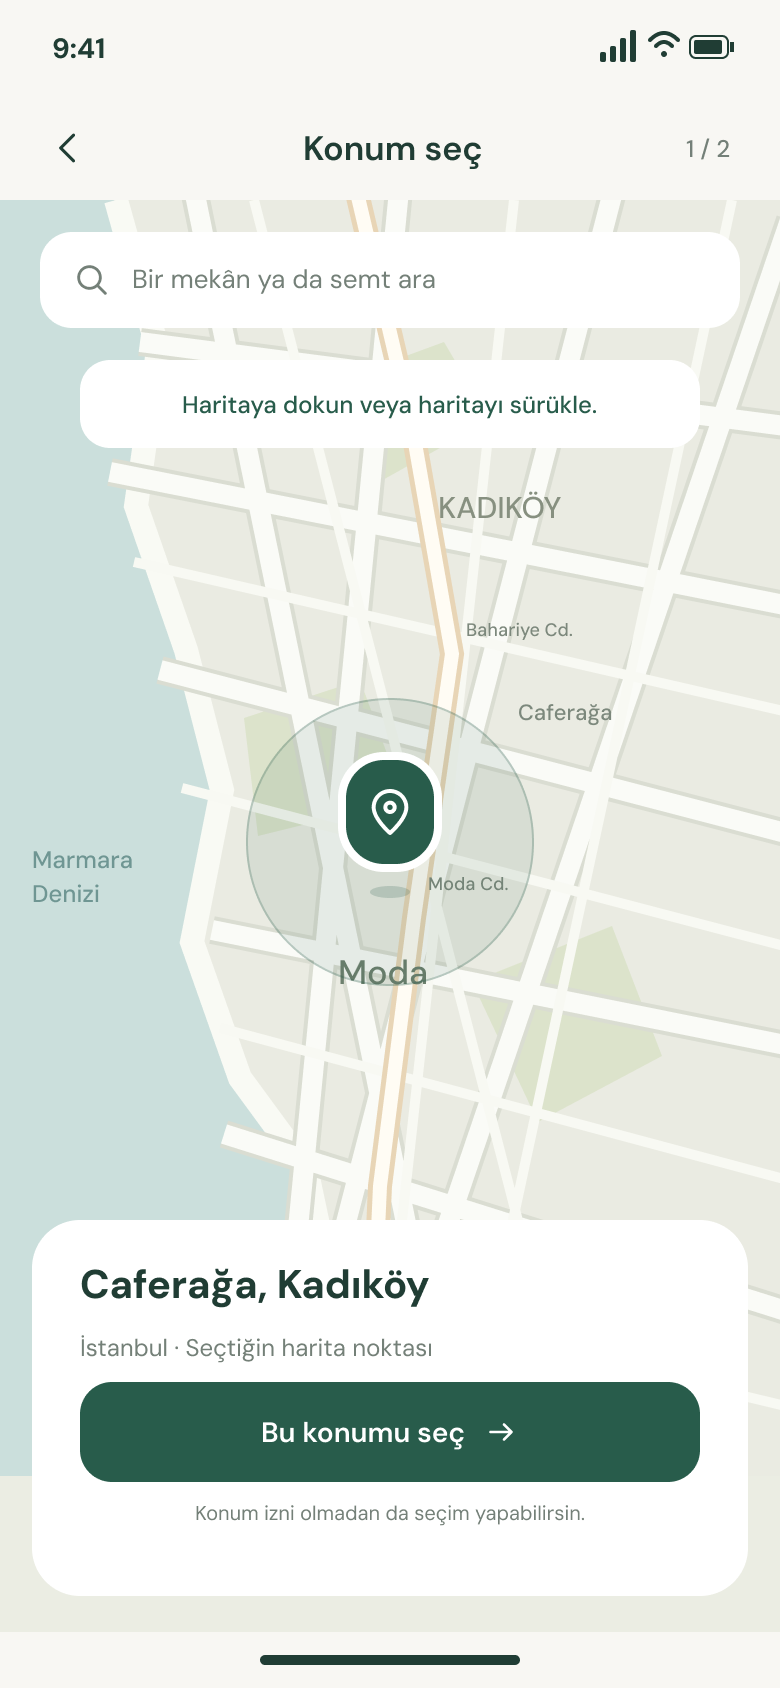 9:41
Konum seç
1 / 2
Bir mekân ya da semt ara
Haritaya dokun veya haritayı sürükle.
KADIKÖY
Bahariye Cd.
Caferağa
Marmara
Denizi
Moda Cd.
Moda
Caferağa, Kadıköy
İstanbul · Seçtiğin harita noktası
Bu konumu seç →
Konum izni olmadan da seçim yapabilirsin.